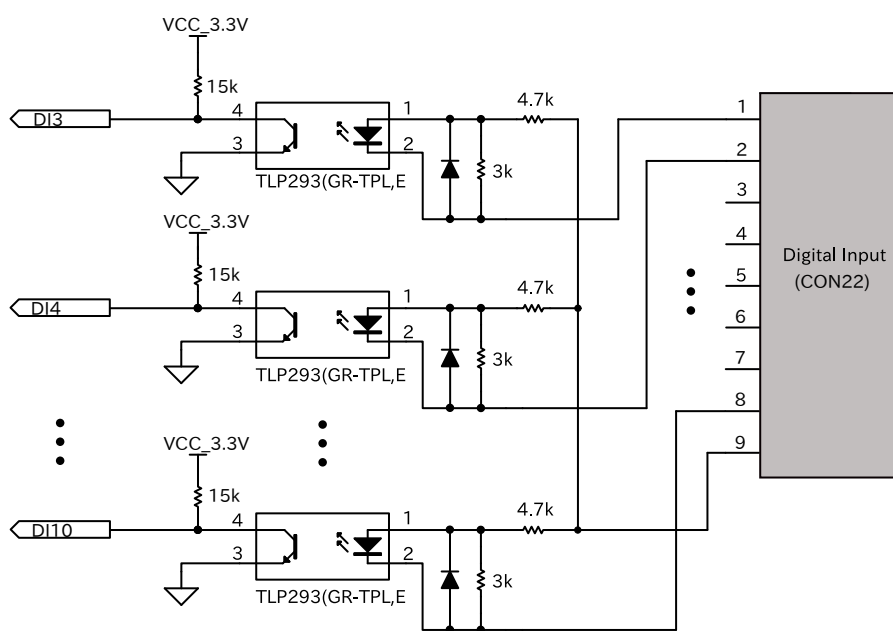 VCC_3.3V
15k
DI3
4
3
1
2
4.7k
3k
TLP293(GR-TPL,E
VCC_3.3V
15k
DI4
4
3
1
2
4.7k
3k
TLP293(GR-TPL,E
VCC_3.3V
15k
DI10
4
3
1
2
4.7k
3k
TLP293(GR-TPL,E
1
2
3
4
5
6
7
8
9
Digital Input
(CON22)